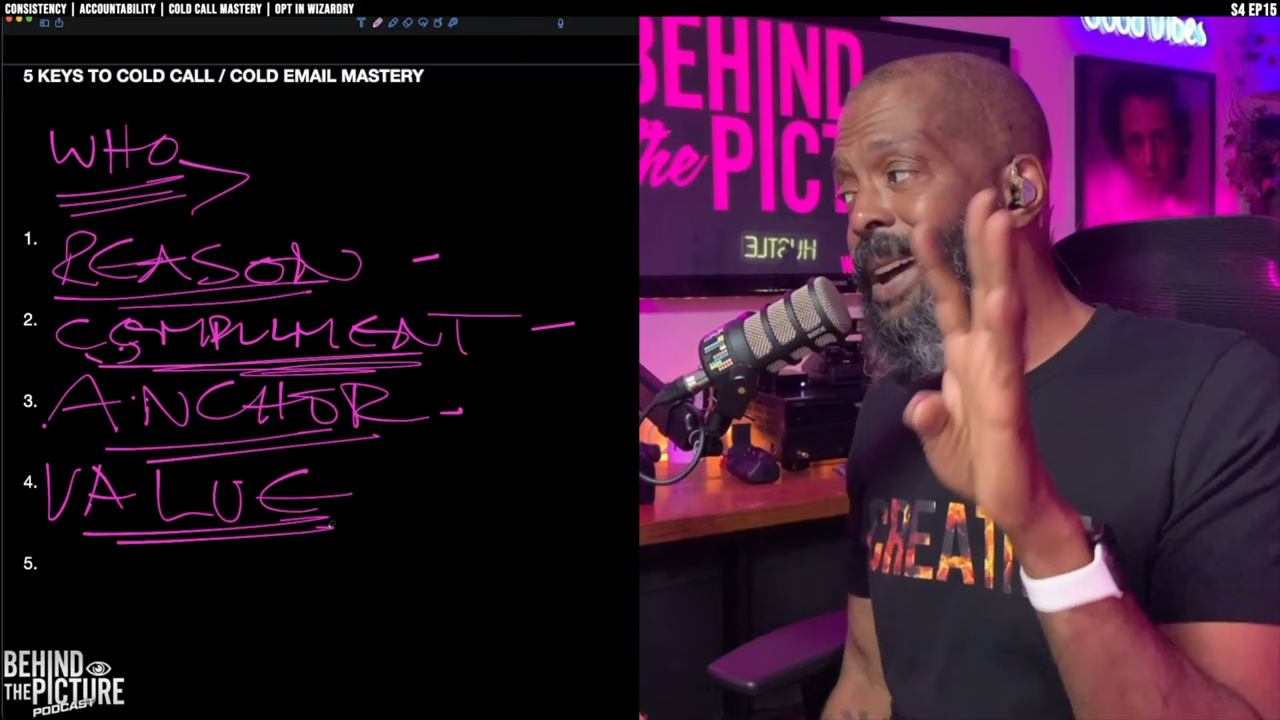 CONSISTENCY | ACCOUNTABILITY | COLD CALL MASTERY | OPT IN WIZARDRY
S4 EP15
5 KEYS TO COLD CALL / COLD EMAIL MASTERY
WHO
1. REASON -
2. COMPLIMENT -
3. ANCHOR -
4. VALUE
5.
BEHIND
THE PICTURE
PODCAST
BEHIND
the PICT
HUSTLE
Good Vibes
CREATI